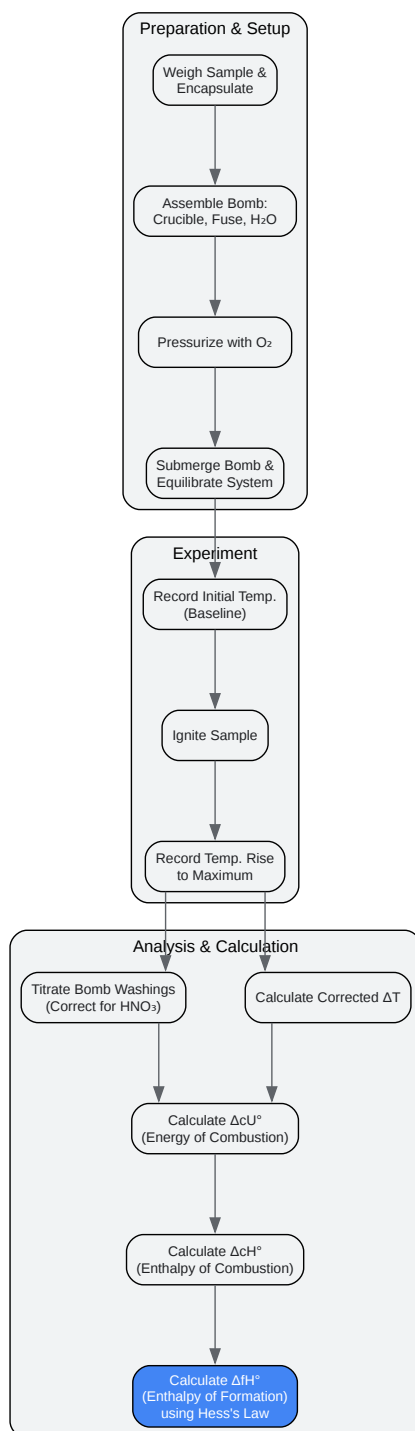 Preparation & Setup
Weigh Sample &
Encapsulate
Assemble Bomb:
Crucible, Fuse, H₂O
Pressurize with O₂
Submerge Bomb &
Equilibrate System
Experiment
Record Initial Temp.
(Baseline)
Ignite Sample
Record Temp. Rise
to Maximum
Analysis & Calculation
Titrate Bomb Washings
(Correct for HNO₃)
Calculate Corrected ΔT
Calculate ΔcU°
(Energy of Combustion)
Calculate ΔcH°
(Enthalpy of Combustion)
Calculate ΔfH°
(Enthalpy of Formation)
using Hess's Law